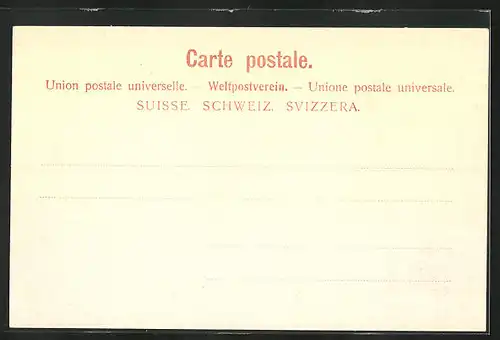 Carte postale.
Union postale universelle. — Weltpostverein. — Unione postale universale.
SUISSE. SCHWEIZ. SVIZZERA.